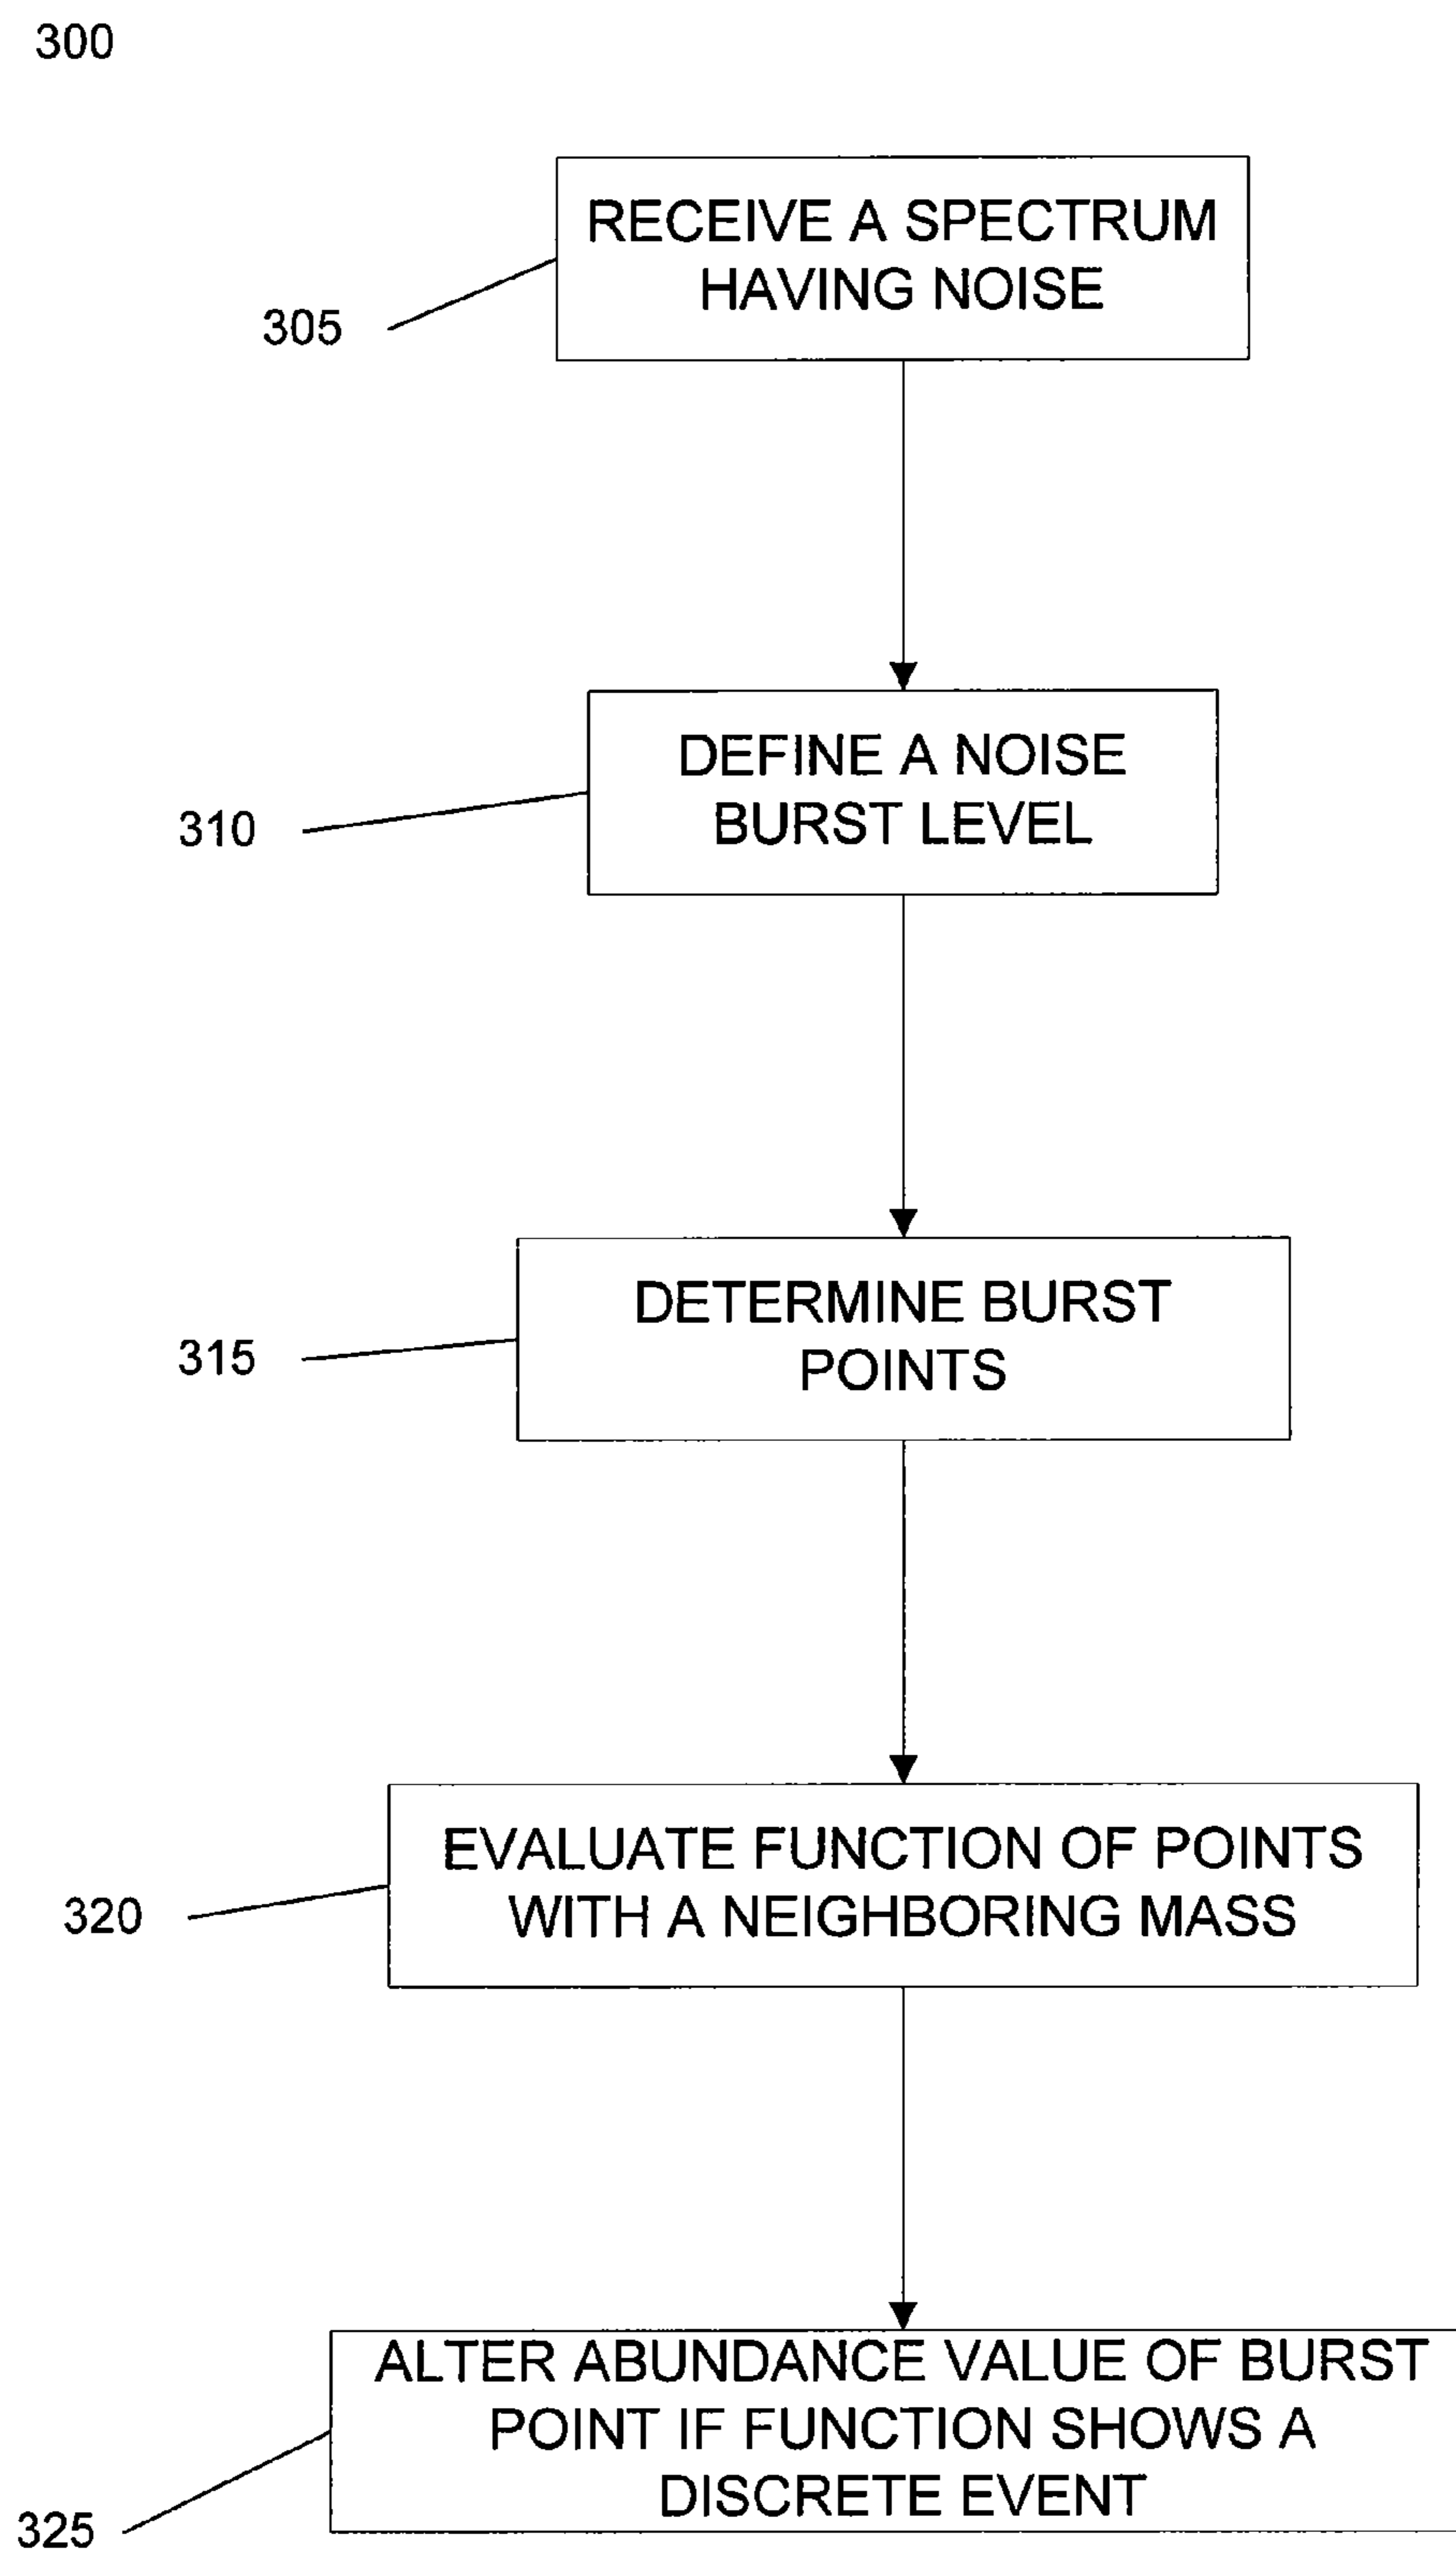 300
RECEIVE A SPECTRUM
HAVING NOISE
305
DEFINE A NOISE
BURST LEVEL
310
DETERMINE BURST
POINTS
315
EVALUATE FUNCTION OF POINTS
WITH A NEIGHBORING MASS
320
ALTER ABUNDANCE VALUE OF BURST
POINT IF FUNCTION SHOWS A
DISCRETE EVENT
325